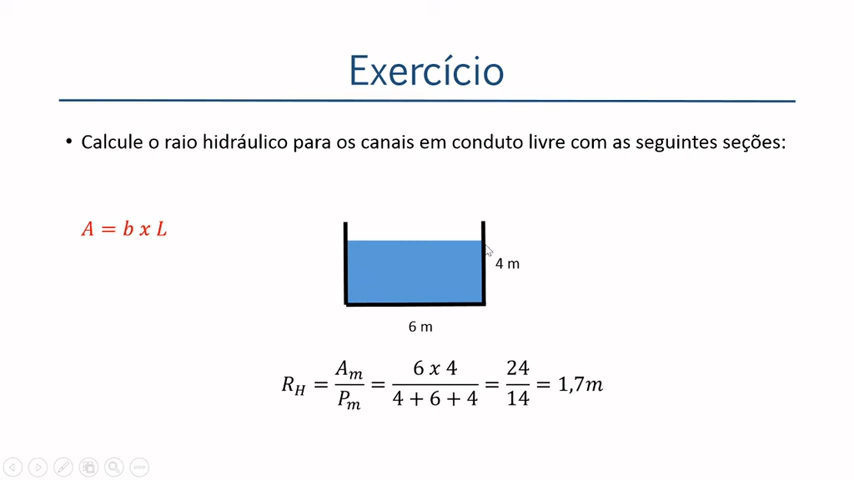 Exercício
• Calcule o raio hidráulico para os canais em conduto livre com as seguintes seções:
A = b x L
4 m
6 m
R_H = A_m/P_m = (6 x 4)/(4 + 6 + 4) = 24/14 = 1,7m